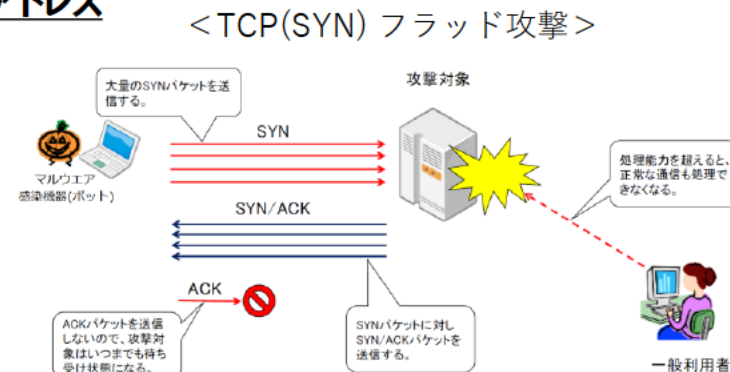 アドレス
＜TCP(SYN) フラッド攻撃＞
攻撃対象
大量のSYNパケットを送
信する。
SYN
マルウエア
感染機器(ボット)
処理能力を超えると、
正常な通信も処理で
きなくなる。
SYN/ACK
ACK
ACKパケットを送信
しないので、攻撃対
象はいつまでも待ち
受け状態になる。
SYNパケットに対し
SYN/ACKパケットを
送信する。
一般利用者